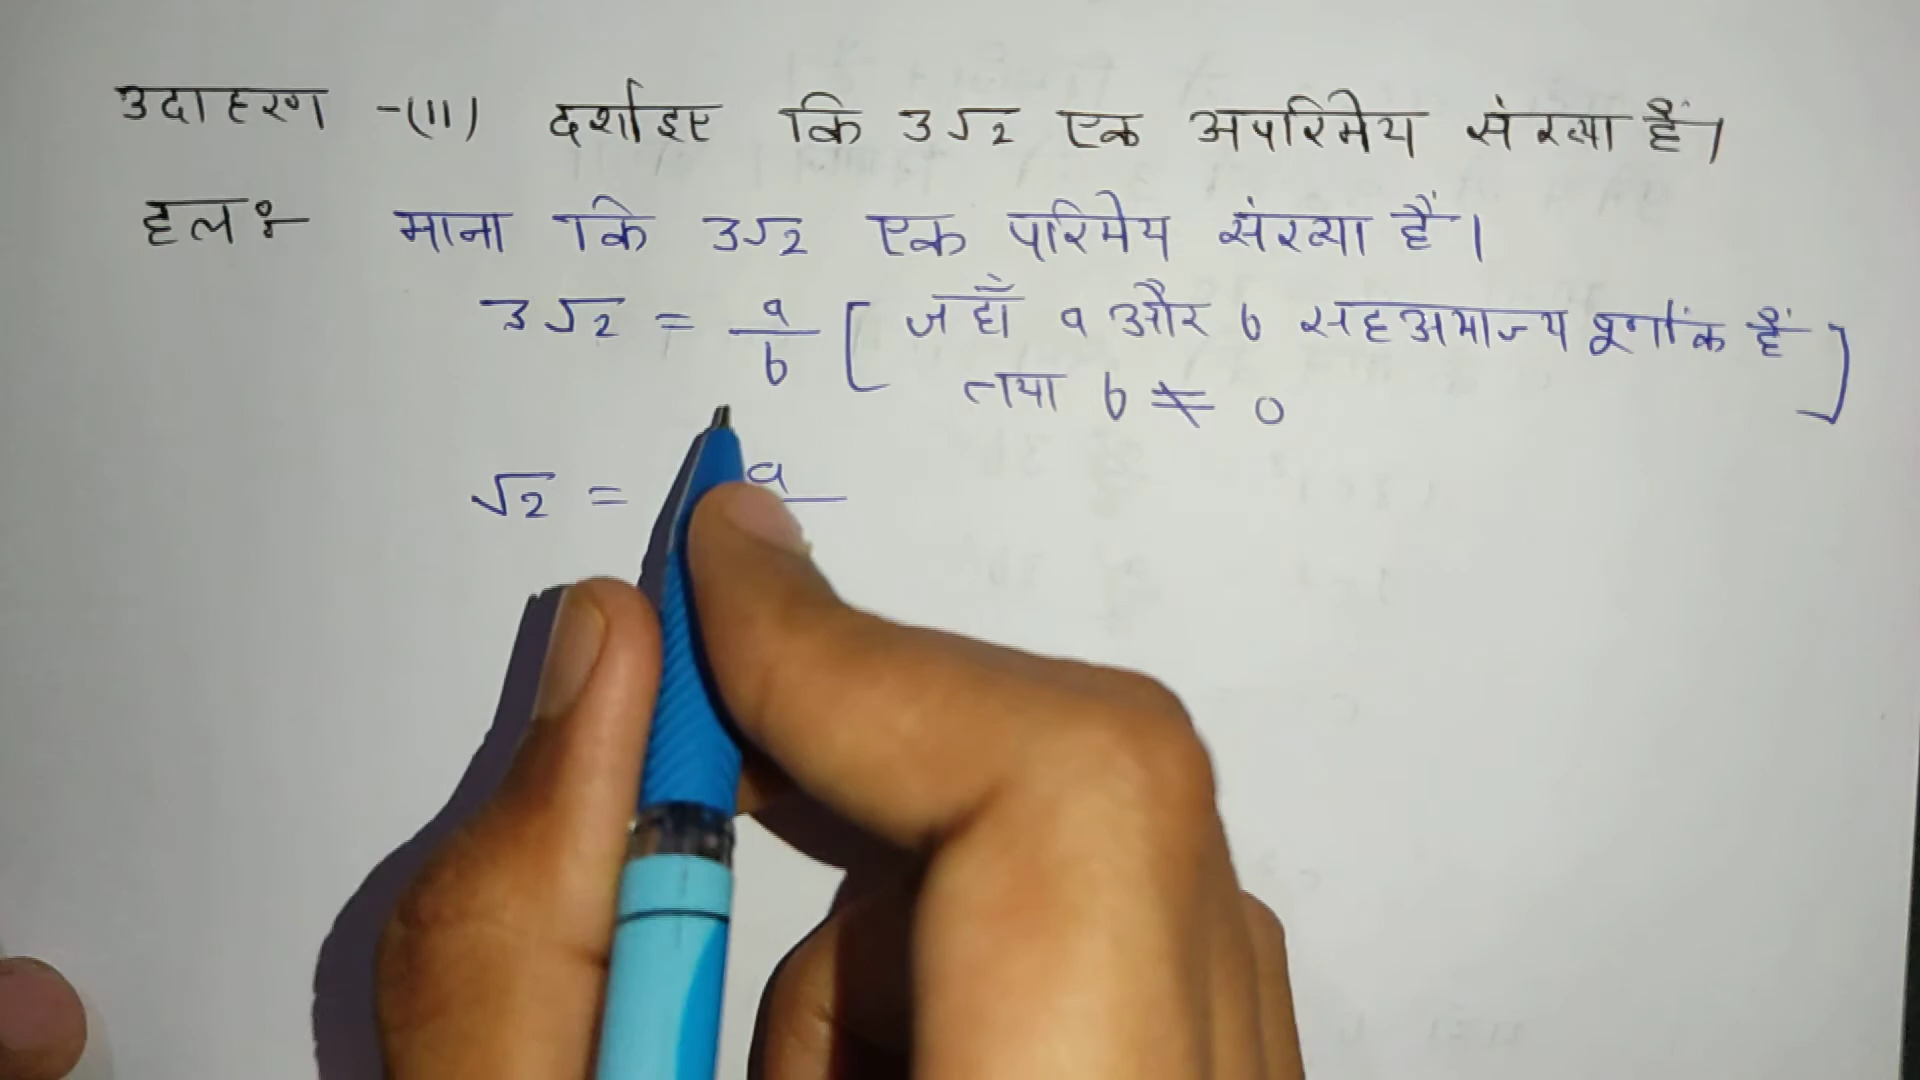 उदाहरण -(11) दर्शाइए कि 3√2 एक अपरिमेय संख्या हैं।
हलः- माना कि 3√2 एक परिमेय संख्या हैं।
3√2 = a/b [जहाँ a और b सहअभाज्य पूर्णांक हैं
तथा b ≠ 0]
√2 = a